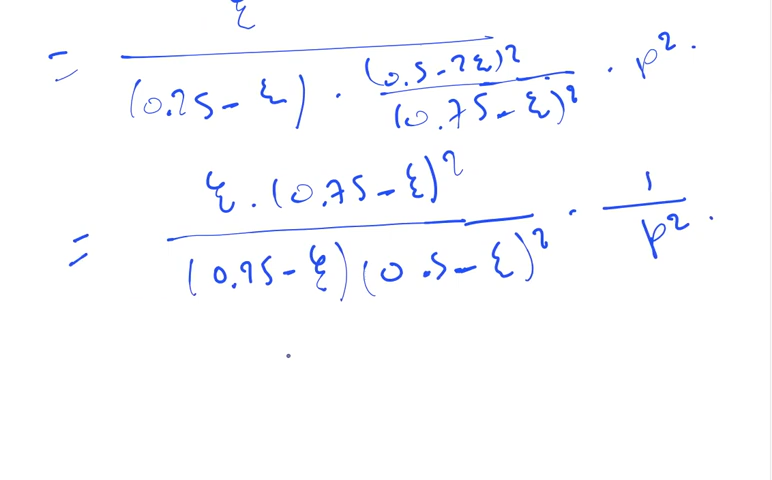 ξ
= / (0.25 - ξ) · (0.5 - 2ξ)² / (0.75 - ξ)² · p².
= ξ · (0.75 - ξ)² / (0.25 - ξ)(0.5 - ξ)² · 1 / p².